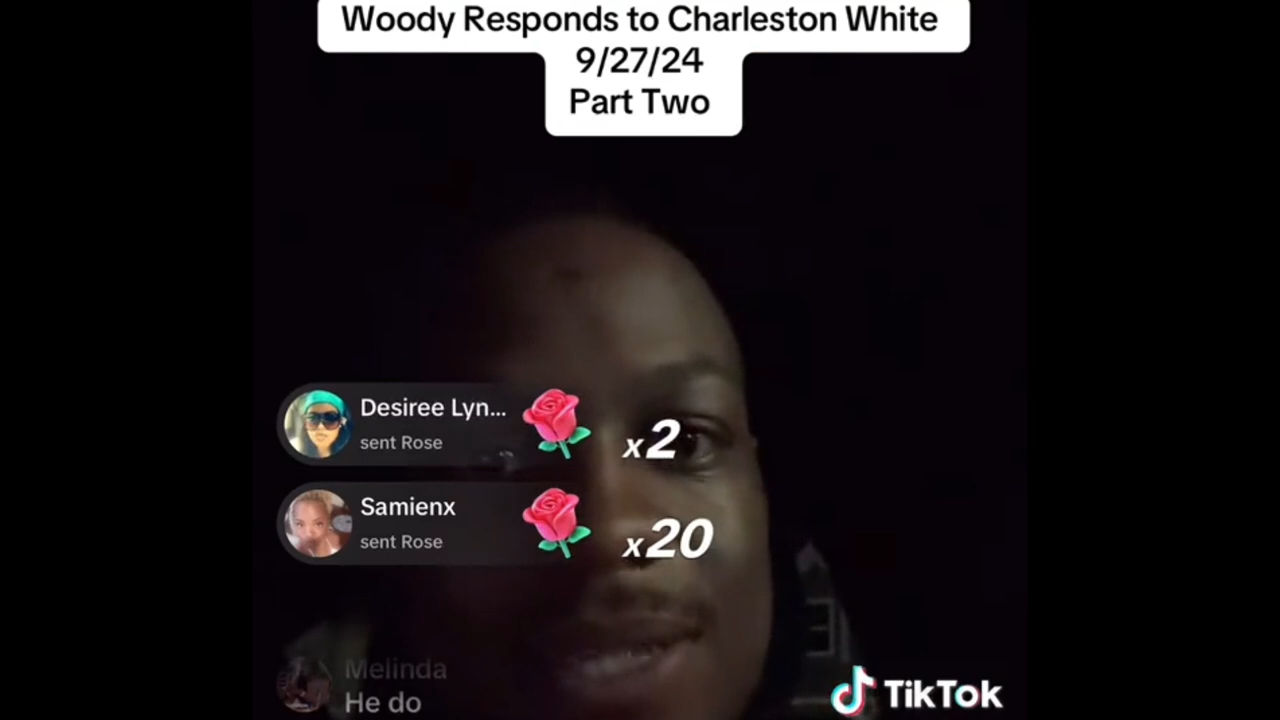 Woody Responds to Charleston White
9/27/24
Part Two
Desiree Lyn...
sent Rose
x2
Samienx
sent Rose
x20
Melinda
He do
TikTok